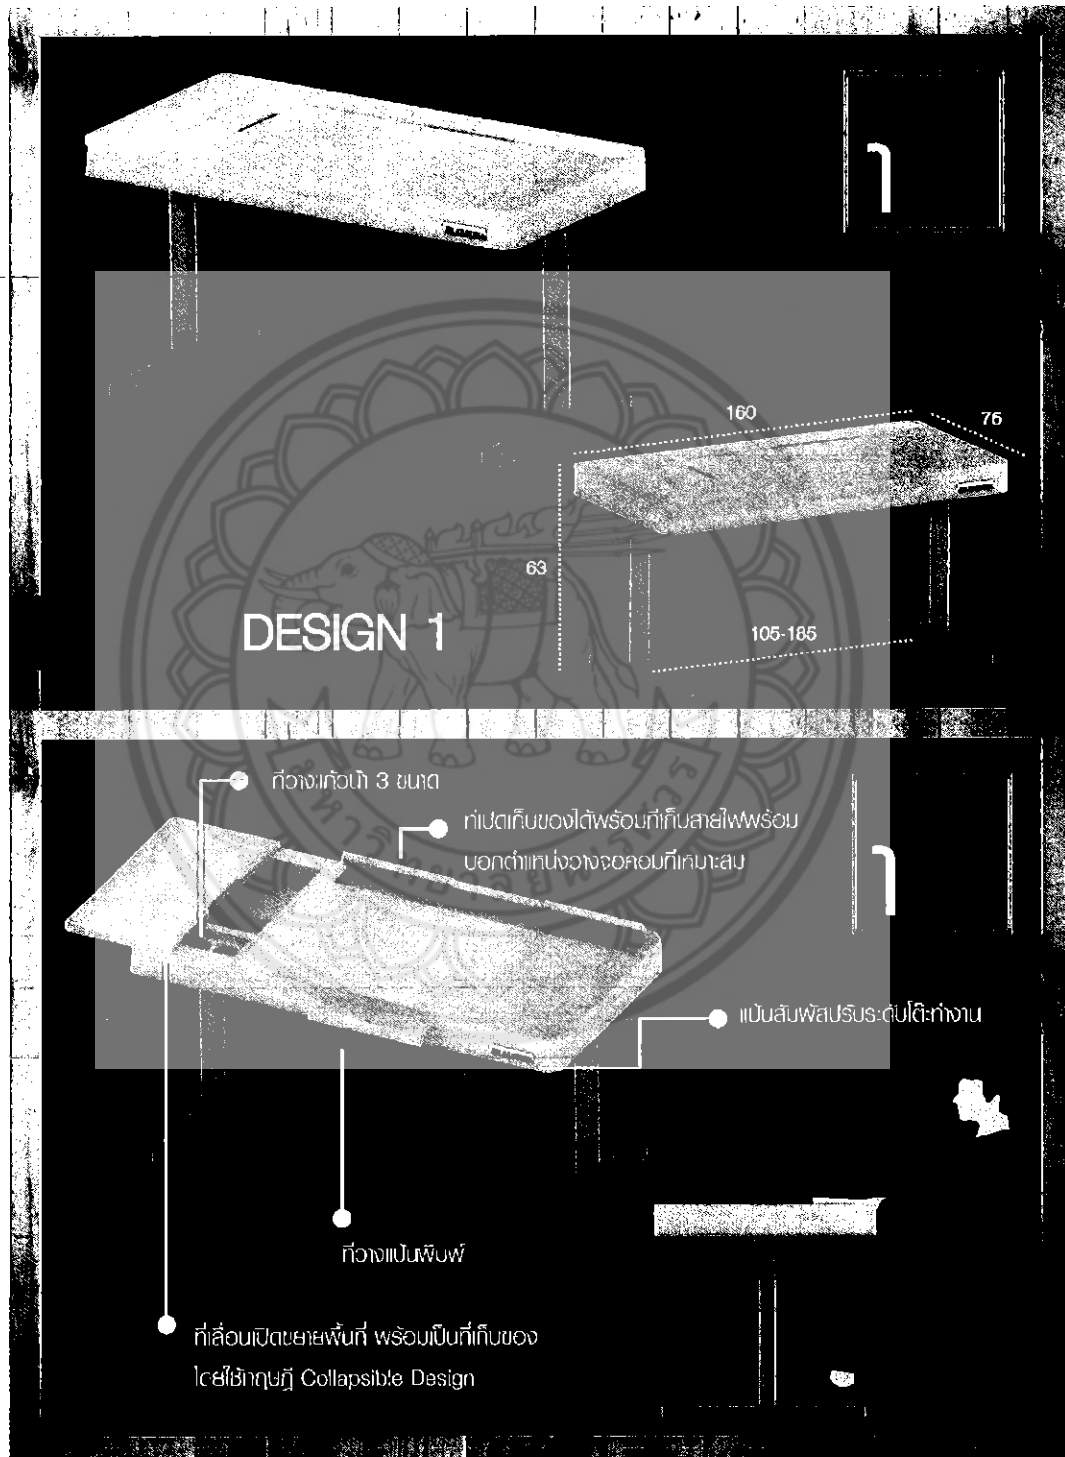 160
75
63
DESIGN 1
105-185
ที่วางแก้วน้ำ 3 ขนาด
ที่เปิดเก็บของได้พร้อมที่เก็บสายไฟพร้อม
บอกตำแหน่งวางจอคอมที่เหมาะสม
แป้นสัมพัสปรับระดับโต๊ะทำงาน
ที่วางแป้นพิมพ์
ที่เลื่อนเปิดขยายพื้นที่ พร้อมเป็นที่เก็บของ
โดยใช้ทฤษฎี Collapsible Design